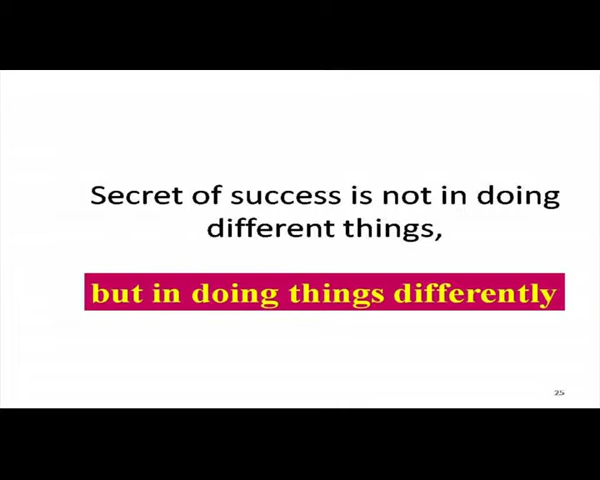 Secret of success is not in doing
different things,
but in doing things differently
25